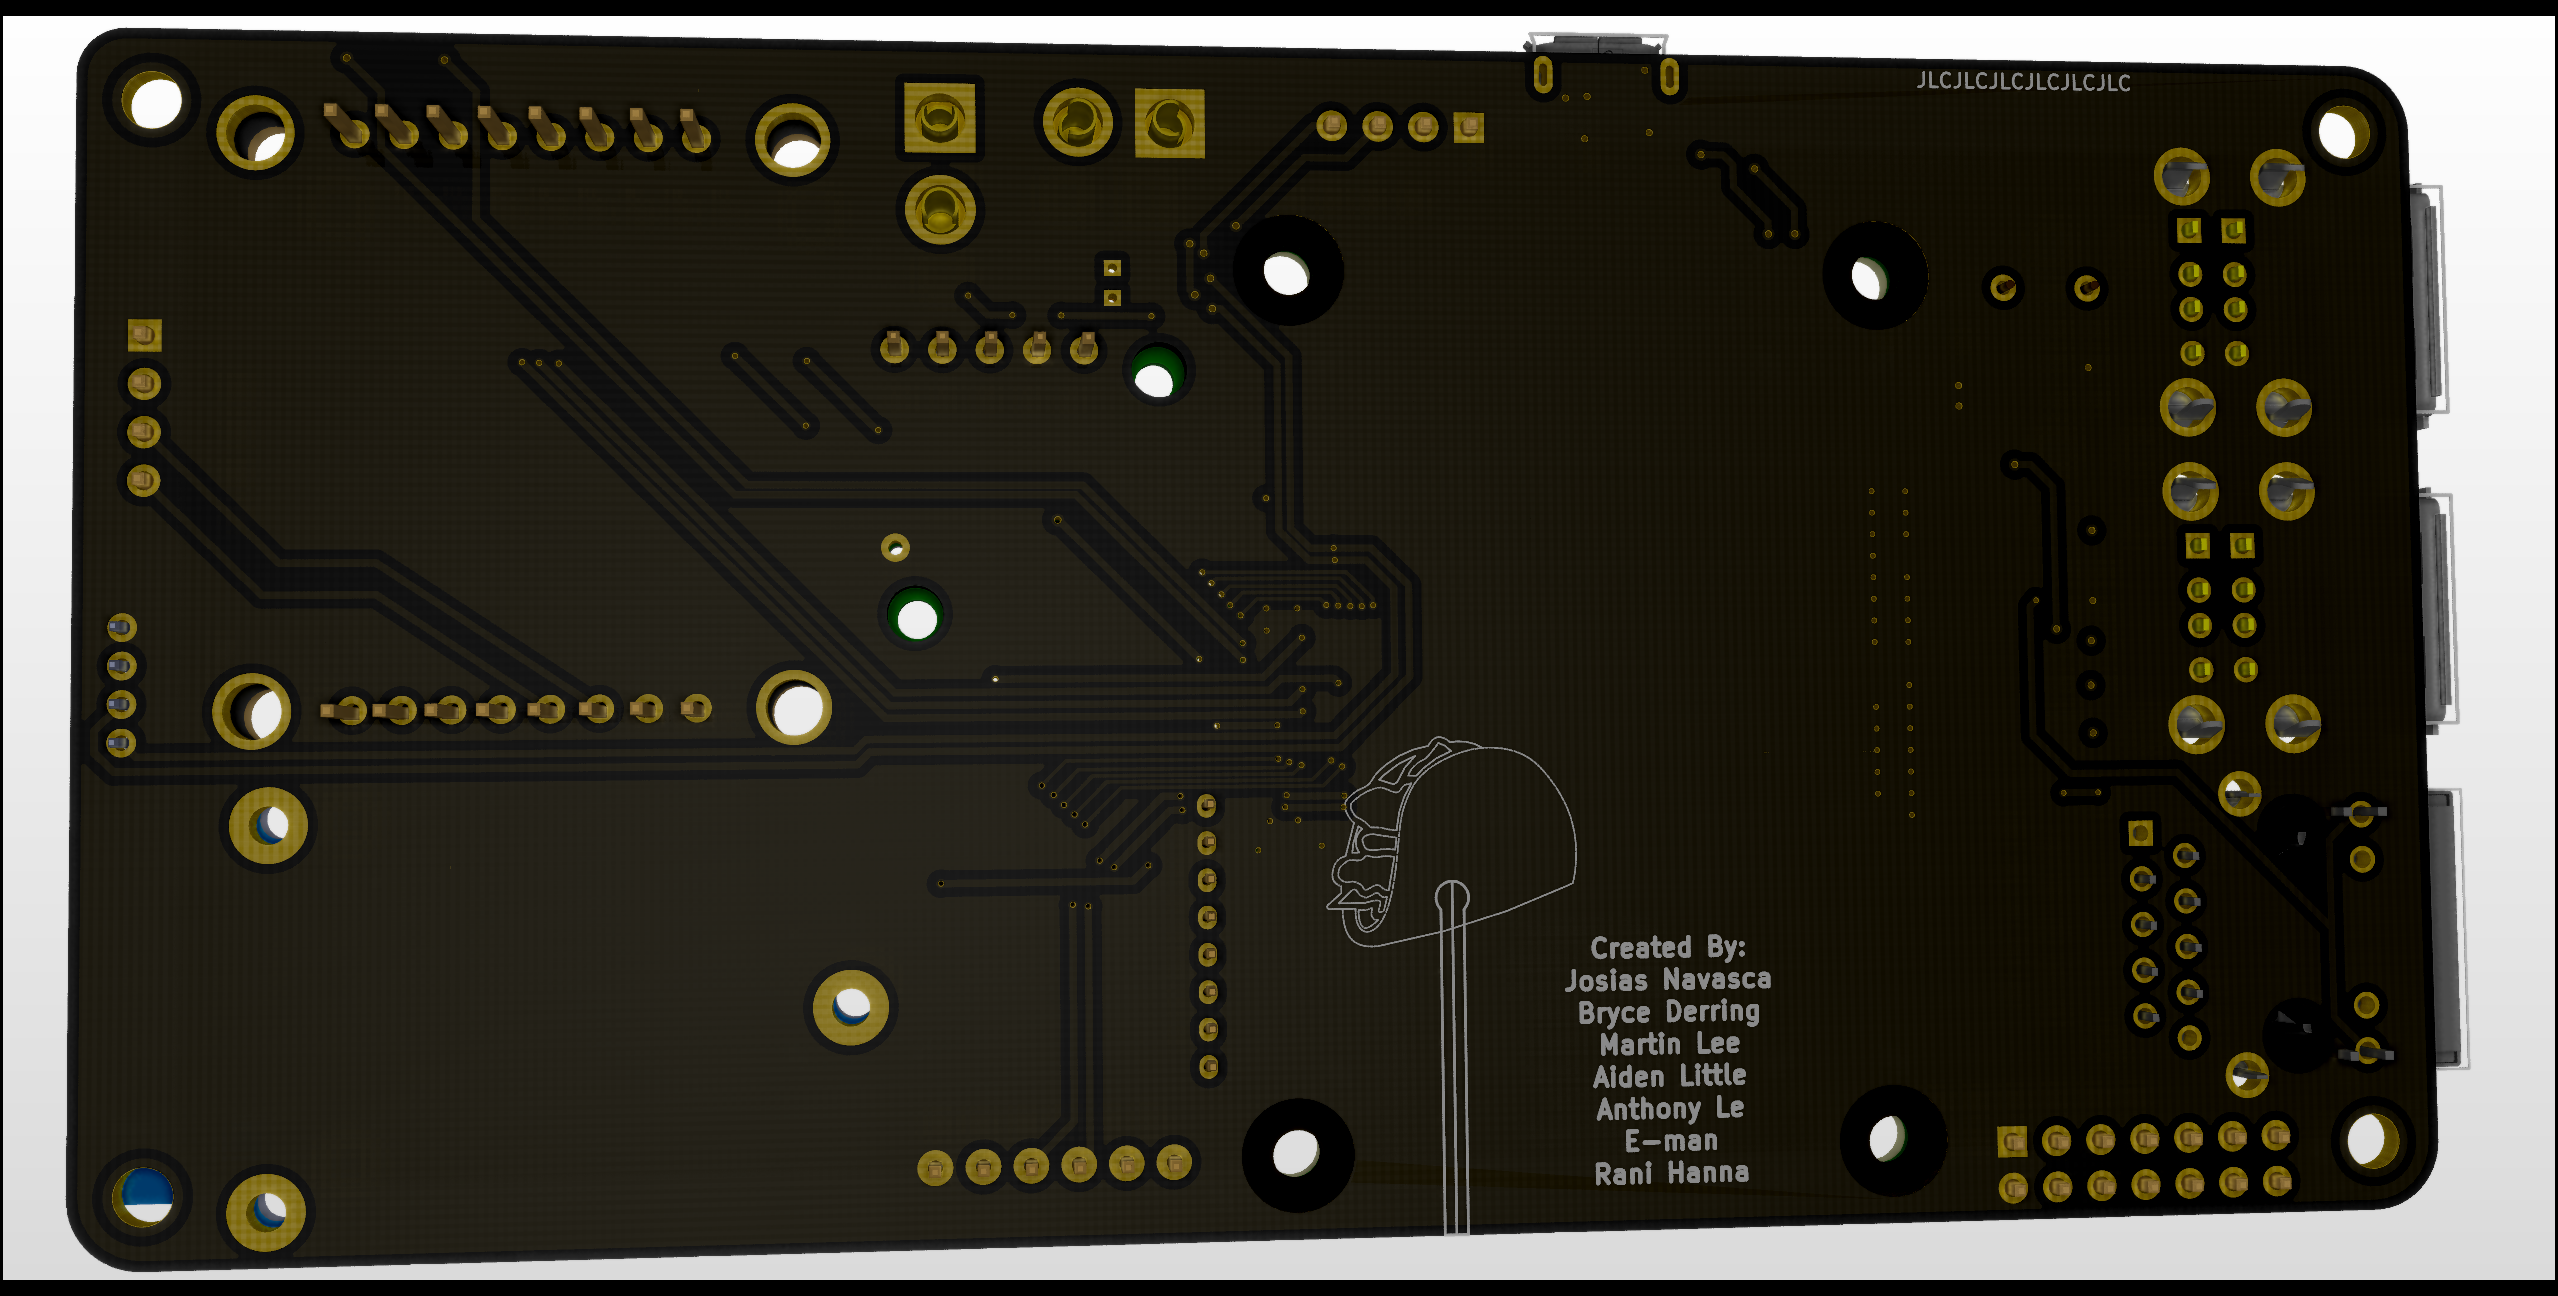 JLCJLCJLCJLCJLCJLC
Created By:
Josias Navasca
Bryce Derring
Martin Lee
Aiden Little
Anthony Le
E-man
Rani Hanna